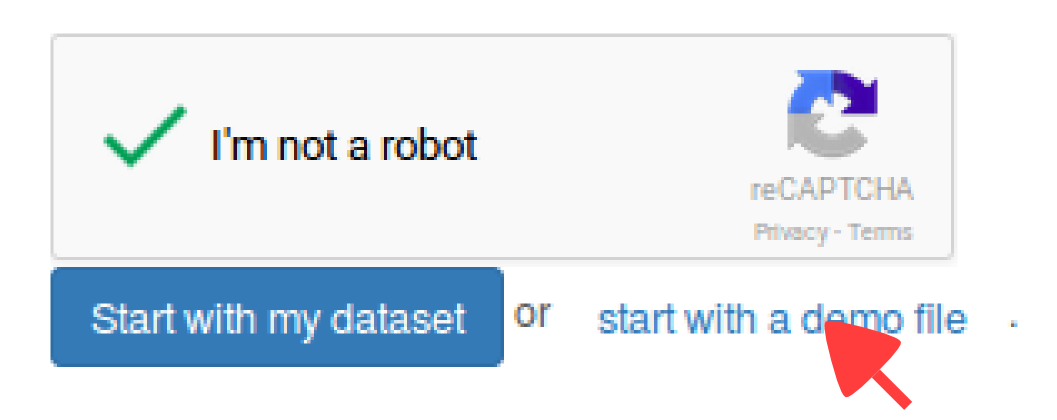 I'm not a robot
reCAPTCHA
Privacy - Terms
Start with my dataset or start with a demo file .